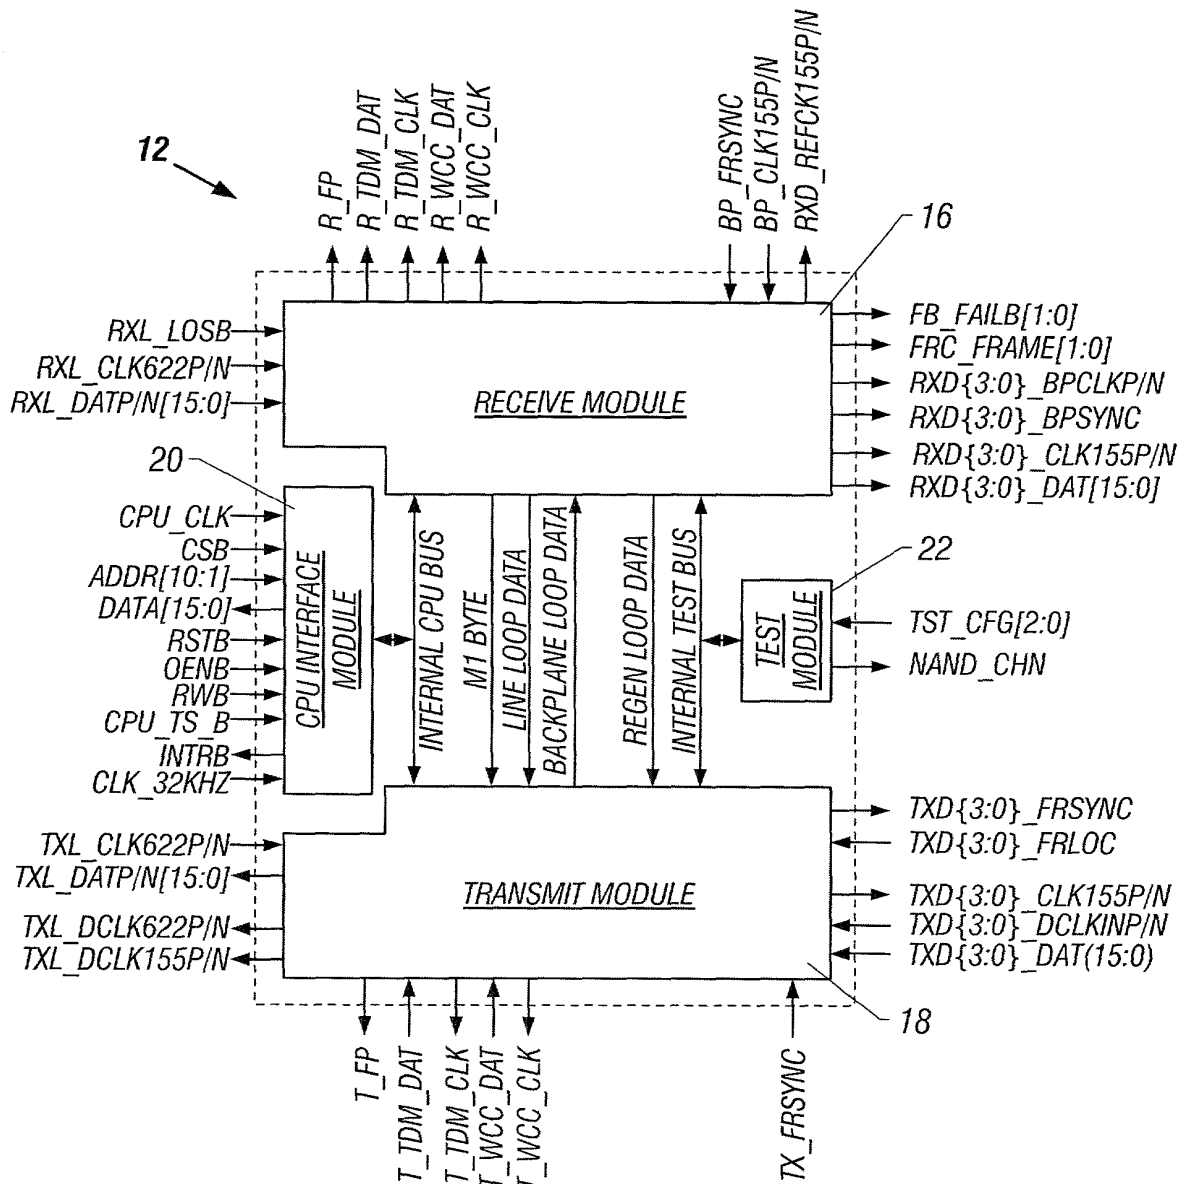 12
R_FP
R_TDM_DAT
R_TDM_CLK
R_WCC_DAT
R_WCC_CLK
BP_FRSYNC
BP_CLK155P/N
RXD_REFCK155P/N
16
RXL_LOSB
RXL_CLK622P/N
RXL_DATP/N[15:0]
RECEIVE MODULE
FB_FAILB[1:0]
FRC_FRAME[1:0]
RXD{3:0}_BPCLKP/N
RXD{3:0}_BPSYNC
RXD{3:0}_CLK155P/N
RXD{3:0}_DAT[15:0]
20
CPU_CLK
CSB
ADDR[10:1]
DATA[15:0]
RSTB
OENB
RWB
CPU_TS_B
INTRB
CLK_32KHZ
CPU INTERFACE
MODULE
INTERNAL CPU BUS
M1 BYTE
LINE LOOP DATA
BACKPLANE LOOP DATA
REGEN LOOP DATA
INTERNAL TEST BUS
TEST
MODULE
22
TST_CFG[2:0]
NAND_CHN
TXL_CLK622P/N
TXL_DATP/N[15:0]
TXL_DCLK622P/N
TXL_DCLK155P/N
TRANSMIT MODULE
TXD{3:0}_FRSYNC
TXD{3:0}_FRLOC
TXD{3:0}_CLK155P/N
TXD{3:0}_DCLKINP/N
TXD{3:0}_DAT(15:0)
18
T_FP
T_TDM_DAT
T_TDM_CLK
T_WCC_DAT
T_WCC_CLK
TX_FRSYNC